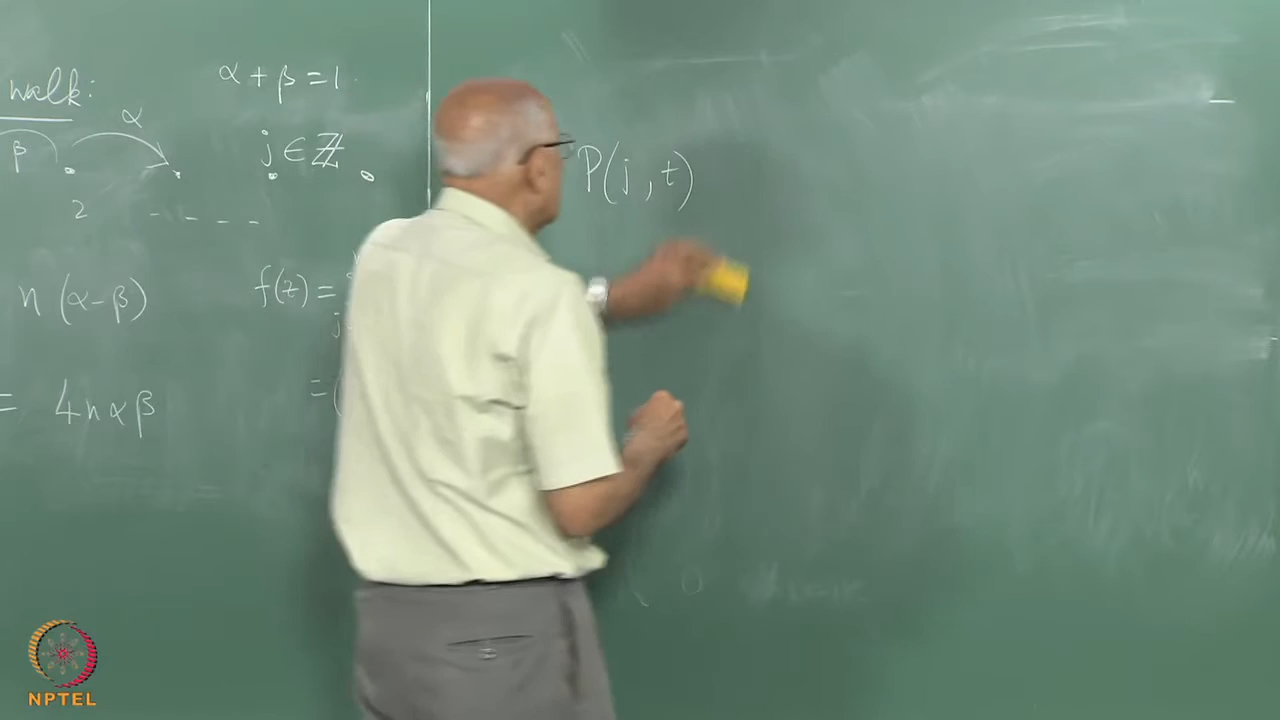 walk:
α + β = 1
α
β
j ∈ ℤ
2 - - - -
n (α-β)
f(z) =
= 4nαβ
= (
P(j, t)
NPTEL